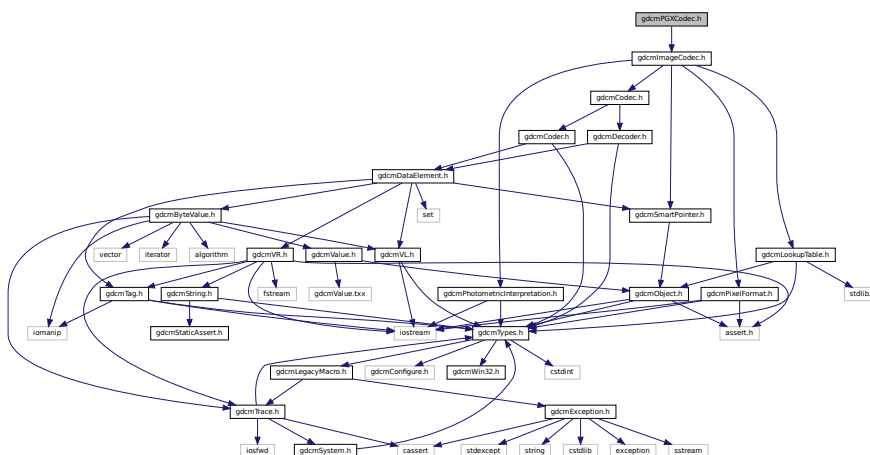 gdcmPGXCodec.h
gdcmImageCodec.h
gdcmCodec.h
gdcmCoder.h
gdcmDecoder.h
gdcmDataElement.h
gdcmByteValue.h
set
gdcmSmartPointer.h
vector
iterator
algorithm
gdcmVR.h
gdcmValue.h
gdcmVL.h
gdcmLookupTable.h
gdcmTag.h
gdcmString.h
fstream
gdcmValue.txx
gdcmPhotometricInterpretation.h
gdcmObject.h
gdcmPixelFormat.h
stdlib
iomanip
gdcmStaticAssert.h
iostream
gdcmTypes.h
assert.h
gdcmLegacyMacro.h
gdcmConfigure.h
gdcmWin32.h
cstdint
gdcmTrace.h
gdcmException.h
iosfwd
gdcmSystem.h
cassert
stdexcept
string
cstdlib
exception
sstream